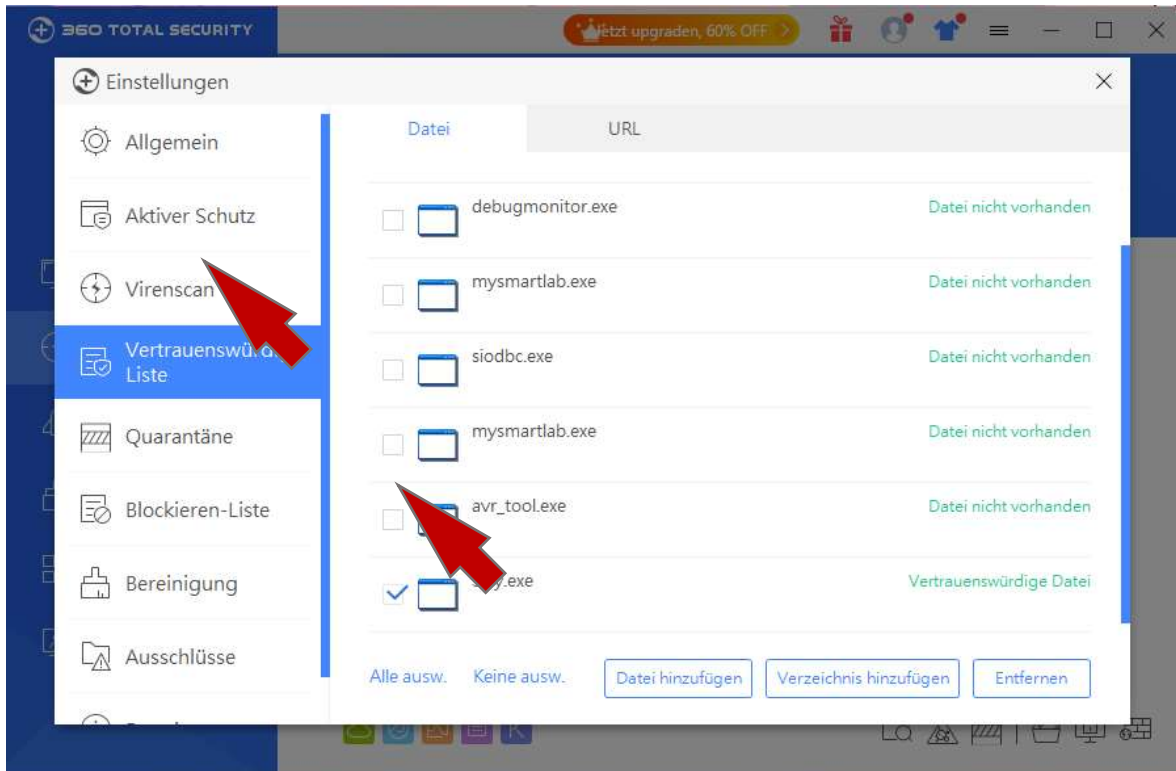 360 TOTAL SECURITY
Jetzt upgraden, 60% OFF
Einstellungen
Allgemein
Aktiver Schutz
Virenscan
Liste
Quarantäne
Blockieren-Liste
Bereinigung
Ausschlüsse
Datei
URL
debugmonitor.exe
Datei nicht vorhanden
mysmartlab.exe
Datei nicht vorhanden
siodbc.exe
Datei nicht vorhanden
mysmartlab.exe
Datei nicht vorhanden
avr_tool.exe
Datei nicht vorhanden
Vertrauenswürdige Datei
Alle ausw.
Keine ausw.
Datei hinzufügen
Verzeichnis hinzufügen
Entfernen